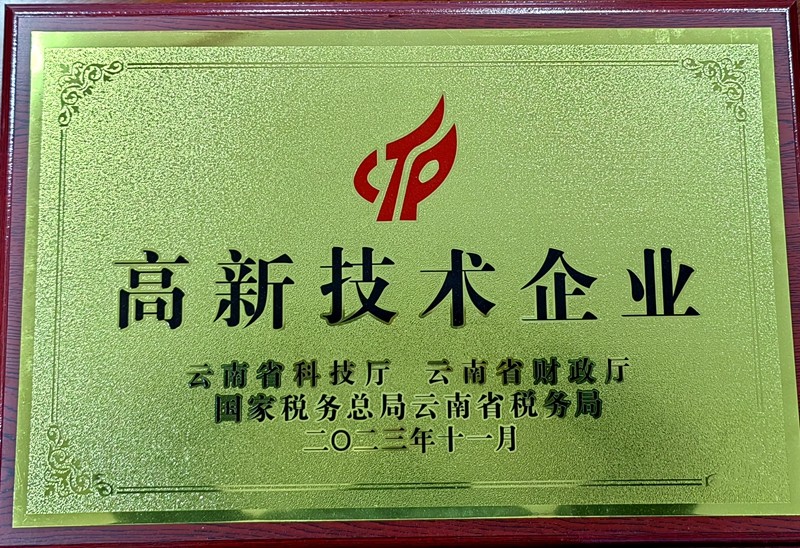 CTP
高新技术企业
云南省科技厅 云南省财政厅
国家税务总局云南省税务局
二〇二三年十一月